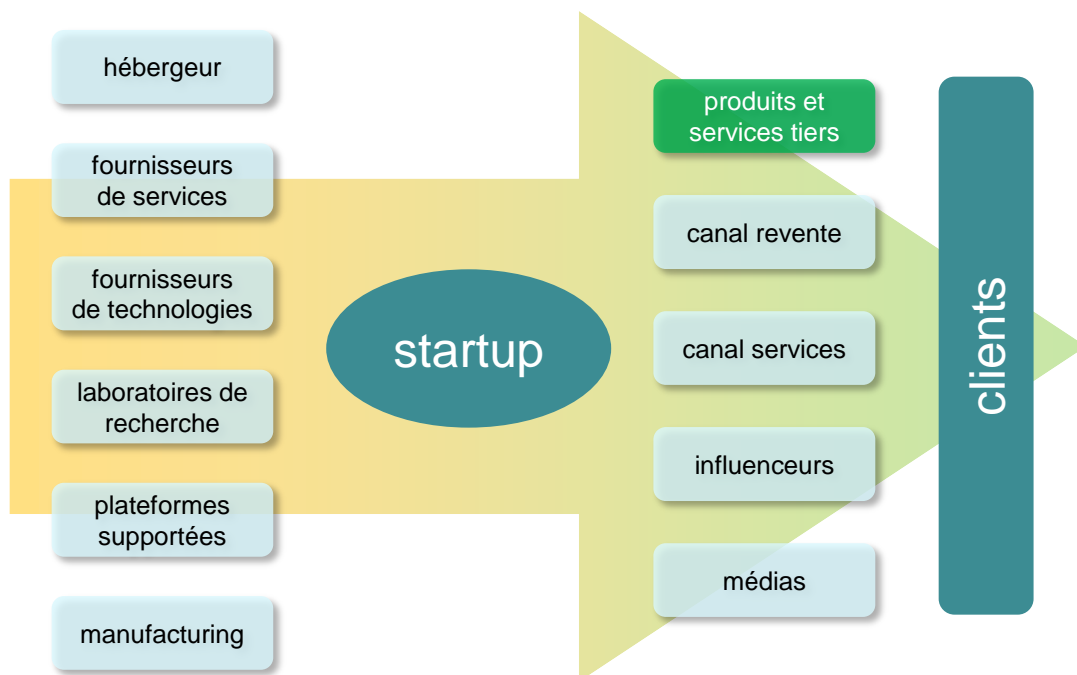 hébergeur
fournisseurs
de services
fournisseurs
de technologies
laboratoires de
recherche
plateformes
supportées
manufacturing
startup
produits et
services tiers
canal revente
canal services
influenceurs
médias
clients